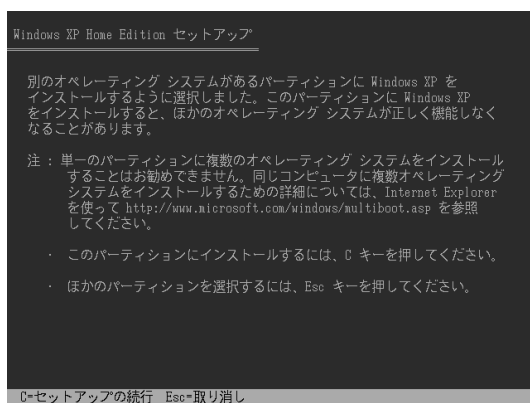 Windows XP Home Edition セットアップ
別のオペレーティング システムがあるパーティションに Windows XP を
インストールするように選択しました。このパーティションに Windows XP
をインストールすると、ほかのオペレーティング システムが正しく機能しなく
なることがあります。
注 : 単一のパーティションに複数のオペレーティング システムをインストール
することはお勧めできません。同じコンピュータに複数オペレーティング
システムをインストールするための詳細については、Internet Explorer
を使って http://www.microsoft.com/windows/multiboot.asp を参照
してください。
・ このパーティションにインストールするには、C キーを押してください。
・ ほかのパーティションを選択するには、Esc キーを押してください。
C=セットアップの続行 Esc=取り消し